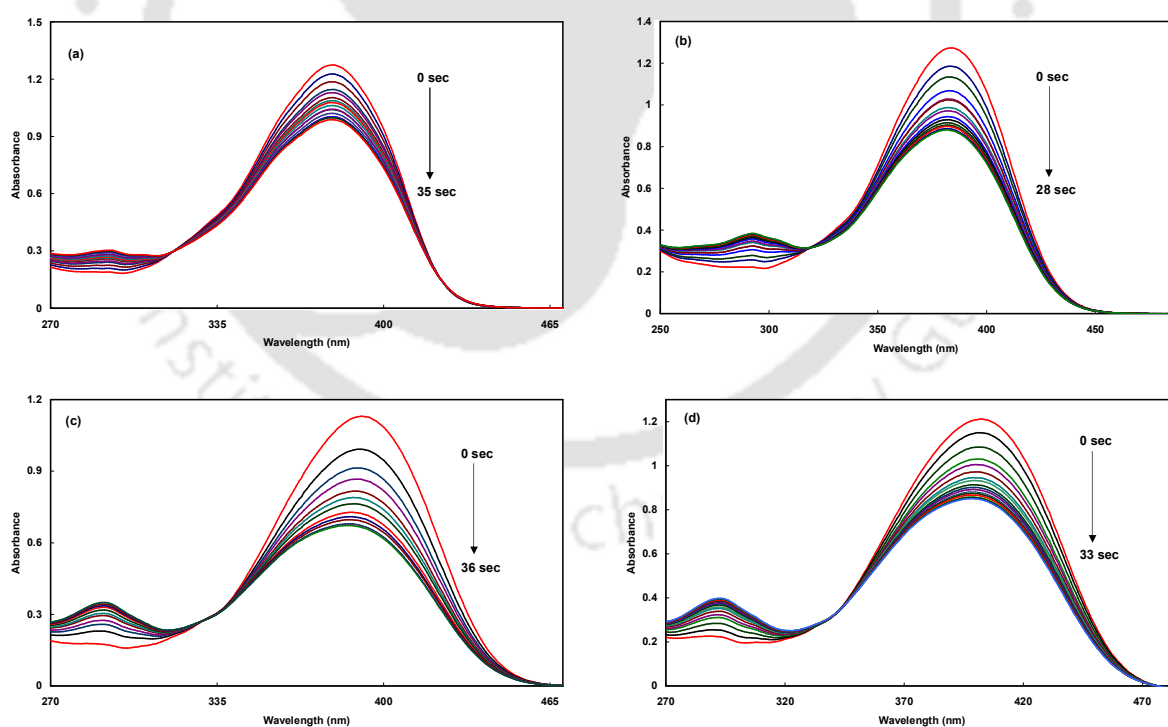 (a)
1.5
1.2
0.9
0.6
0.3
0
Abasorbance
0 sec
35 sec
270 335 400 465
Wavelength (nm)
(b)
1.4
1.2
1
0.8
0.6
0.4
0.2
0
Absorbance
0 sec
28 sec
250 300 350 400 450
Wavelength (nm)
(c)
1.2
0.9
0.6
0.3
0
Absorbance
0 sec
36 sec
270 335 400 465
Wavelength (nm)
(d)
1.2
1
0.8
0.6
0.4
0.2
0
Absorbance
0 sec
33 sec
270 320 370 420 470
Wavelength (nm)